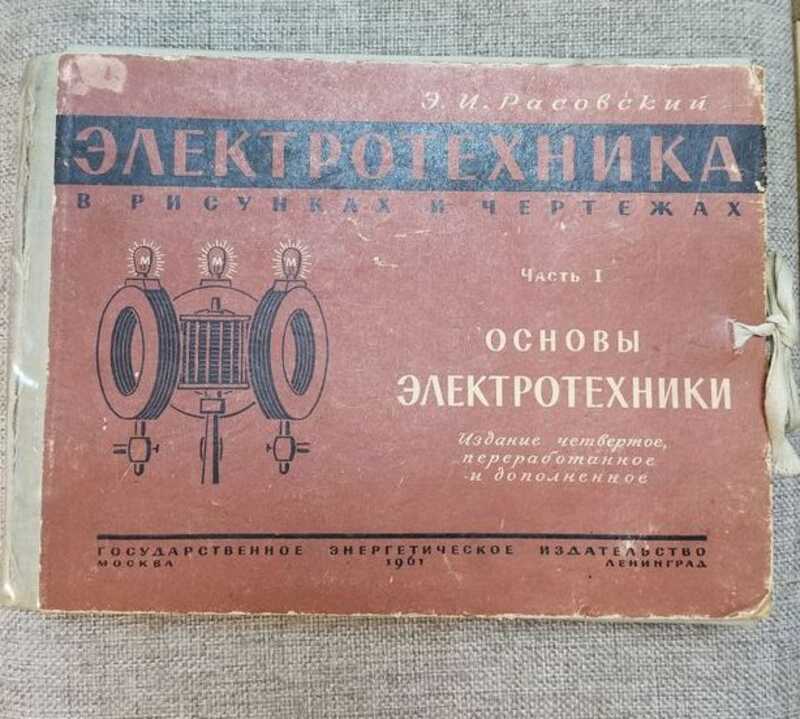 Э. И. Расовский
ЭЛЕКТРОТЕХНИКА
В РИСУНКАХ И ЧЕРТЕЖАХ
М М М
Часть I
ОСНОВЫ
ЭЛЕКТРОТЕХНИКИ
Издание четвертое,
переработанное
и дополненное
ГОСУДАРСТВЕННОЕ ЭНЕРГЕТИЧЕСКОЕ ИЗДАТЕЛЬСТВО
МОСКВА 1961 ЛЕНИНГРАД